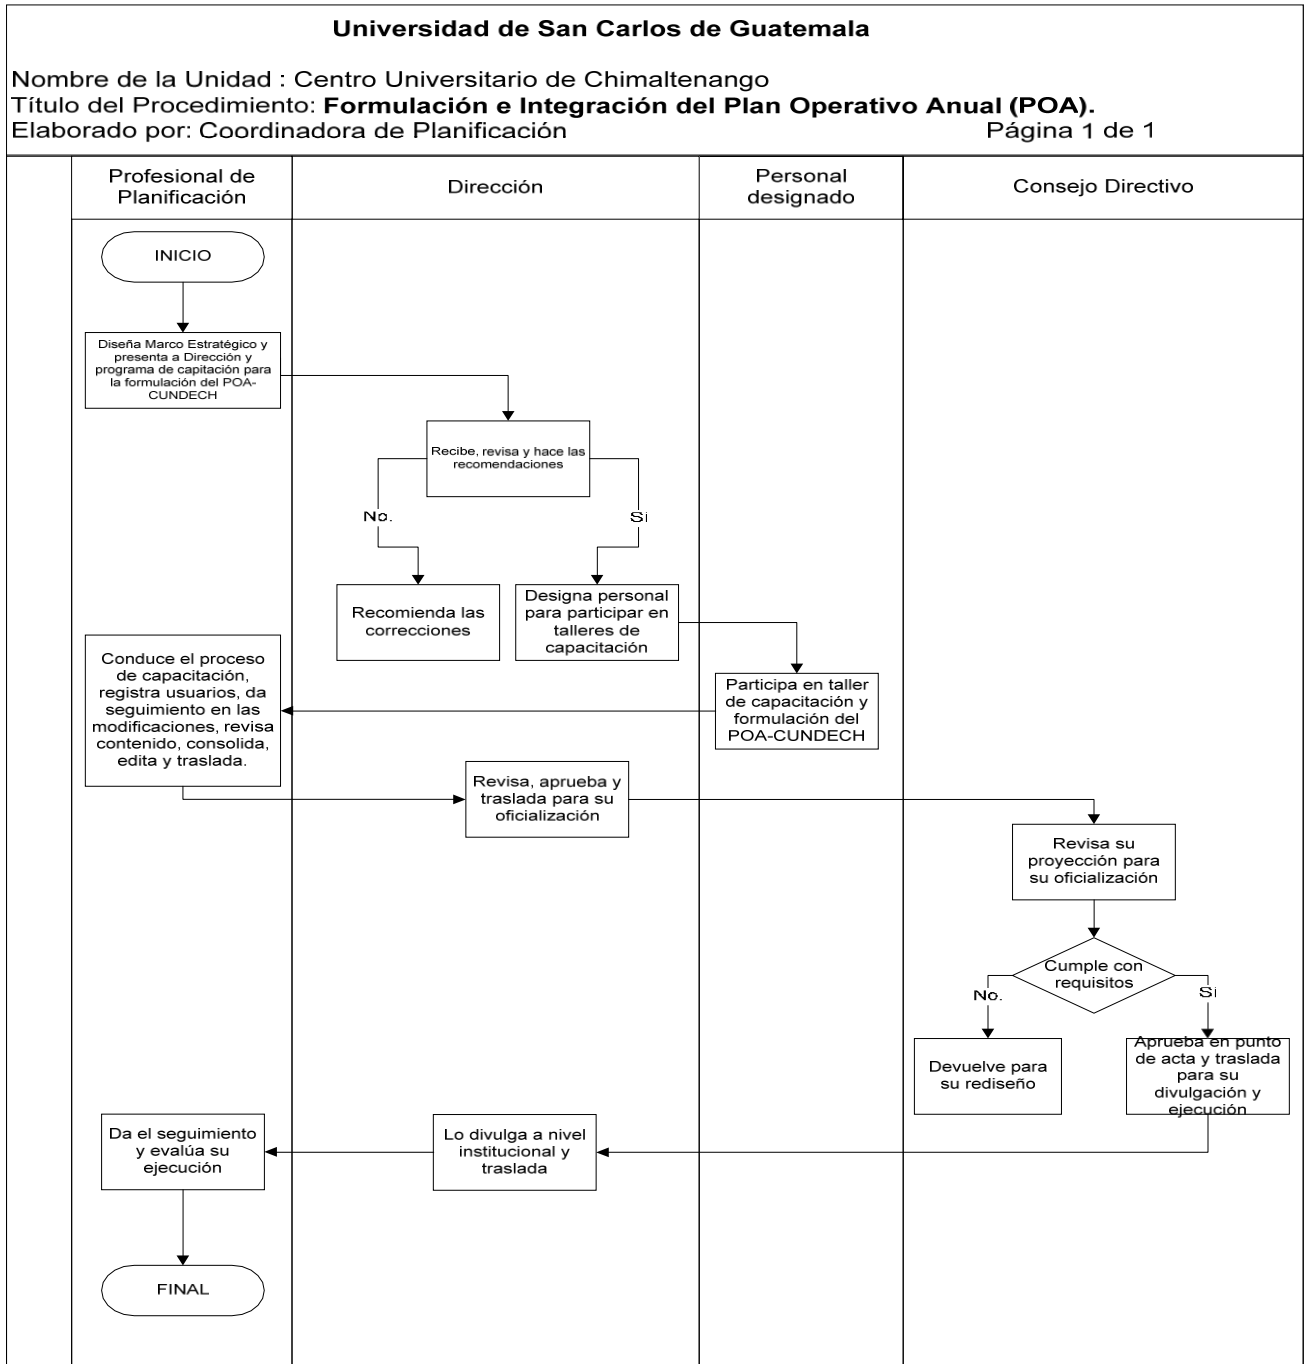 Universidad de San Carlos de Guatemala
Nombre de la Unidad : Centro Universitario de Chimaltenango
Título del Procedimiento: Formulación e Integración del Plan Operativo Anual (POA).
Elaborado por: Coordinadora de Planificación
Página 1 de 1
Profesional de
Planificación
Dirección
Personal
designado
Consejo Directivo
INICIO
Diseña Marco Estratégico y
presenta a Dirección y
programa de capitación para
la formulación del POA-
CUNDECH
Recibe, revisa y hace las
recomendaciones
No.
Si
Recomienda las
correcciones
Designa personal
para participar en
talleres de
capacitación
Participa en taller
de capacitación y
formulación del
POA-CUNDECH
Conduce el proceso
de capacitación,
registra usuarios, da
seguimiento en las
modificaciones, revisa
contenido, consolida,
edita y traslada.
Revisa, aprueba y
traslada para su
oficialización
Revisa su
proyección para
su oficialización
Cumple con
requisitos
No.
Si
Devuelve para
su rediseño
Aprueba en punto
de acta y traslada
para su
divulgación y
ejecución
Lo divulga a nivel
institucional y
traslada
Da el seguimiento
y evalúa su
ejecución
FINAL